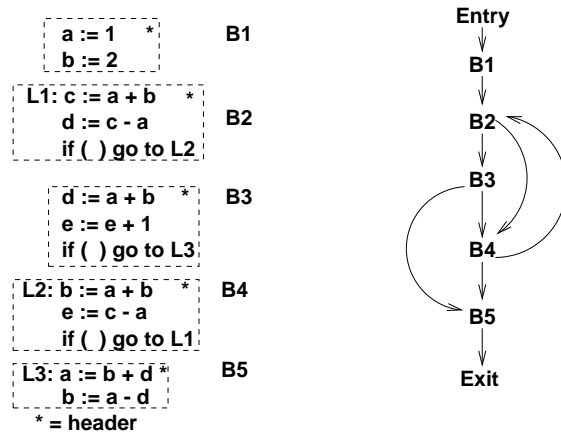 a := 1 *
b := 2
B1
L1: c := a + b *
d := c - a
if ( ) go to L2
B2
d := a + b *
e := e + 1
if ( ) go to L3
B3
L2: b := a + b *
e := c - a
if ( ) go to L1
B4
L3: a := b + d *
b := a - d
B5
* = header
Entry
B1
B2
B3
B4
B5
Exit